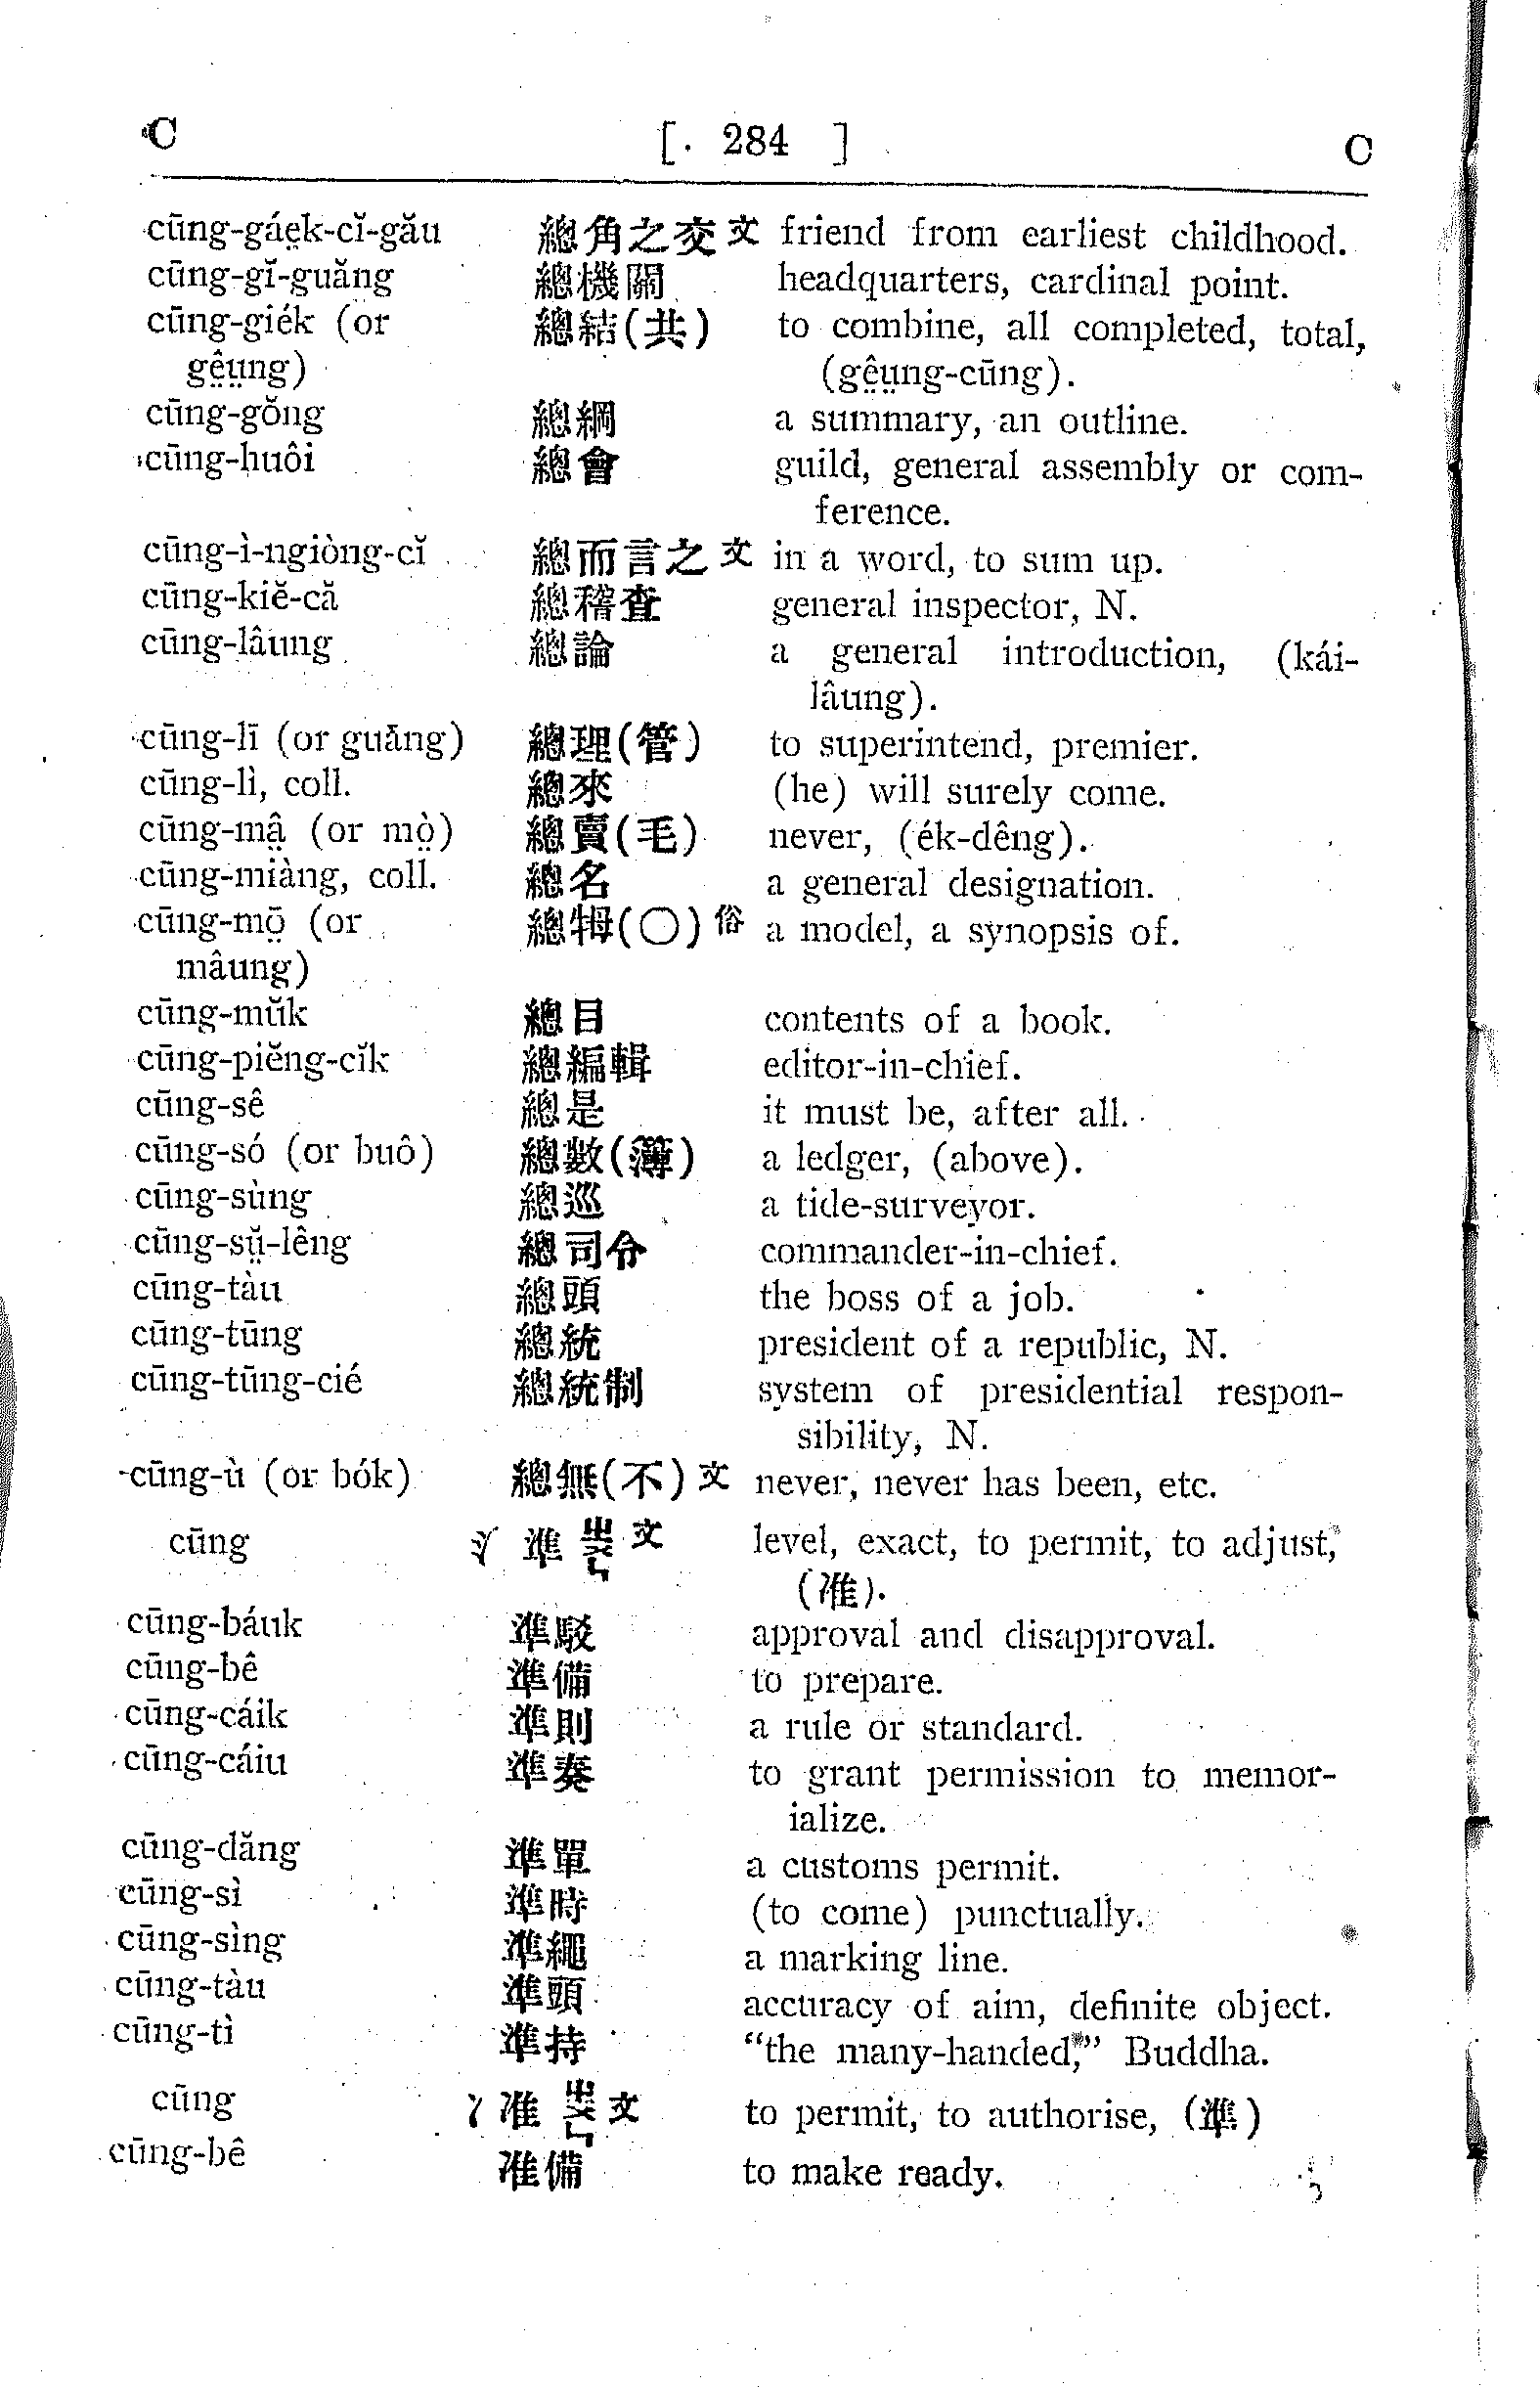 C [ 284 ] C
cūng-gáe̤k-cĭ-gău 總角之交 文 friend from earliest childhood.
cūng-gĭ-guăng 總機關 headquarters, cardinal point.
cūng-giék (or 總結(共) to combine, all completed, total,
gê̤ṳng) (gê̤ṳng-cūng).
cūng-gŏng 總綱 a summary, an outline.
cūng-huôi 總會 guild, general assembly or com-
ference.
cūng-ì-ngiòng-cĭ 總而言之 文 in a word, to sum up.
cūng-kiĕ-că 總稽查 general inspector, N.
cūng-lâung 總論 a general introduction, (kái-
lâung).
cūng-lī (or guāng) 總理(管) to superintend, premier.
cūng-lì, coll. 總來 (he) will surely come.
cūng-mâ̤ (or mò̤) 總賣(毛) never, (ék-dêng).
cūng-miàng, coll. 總名 a general designation.
cūng-mō̤ (or 總㧌(〇) 俗 a model, a synopsis of.
mâung)
cūng-mŭk 總目 contents of a book.
cūng-piĕng-cĭk 總編輯 editor-in-chief.
cūng-sê 總是 it must be, after all.
cūng-só (or buô) 總數(簿) a ledger, (above).
cūng-sùng 總巡 a tide-surveyor.
cūng-sṳ̆-lêng 總司令 commander-in-chief.
cūng-tàu 總頭 the boss of a job.
cūng-tūng 總統 president of a republic, N.
cūng-tūng-cié 總統制 system of presidential respon-
sibility, N.
cūng-ù (or bók) 總無(不) 文 never, never has been, etc.
cūng 氵 準 ㄓㄨㄣ 文 level, exact, to permit, to adjust,
(准).
cūng-báuk 準駁 approval and disapproval.
cūng-bê 準備 to prepare.
cūng-cáik 準則 a rule or standard.
cūng-cáiu 準奏 to grant permission to memor-
ialize.
cūng-dăng 準單 a customs permit.
cūng-sì 準時 (to come) punctually.
cūng-sìng 準繩 a marking line.
cūng-tàu 準頭 accuracy of aim, definite object.
cūng-tì 準持 “the many-handed,” Buddha.
cūng 冫 准 ㄓㄨㄣ 文 to permit, to authorise, (準)
cūng-bê 准備 to make ready.